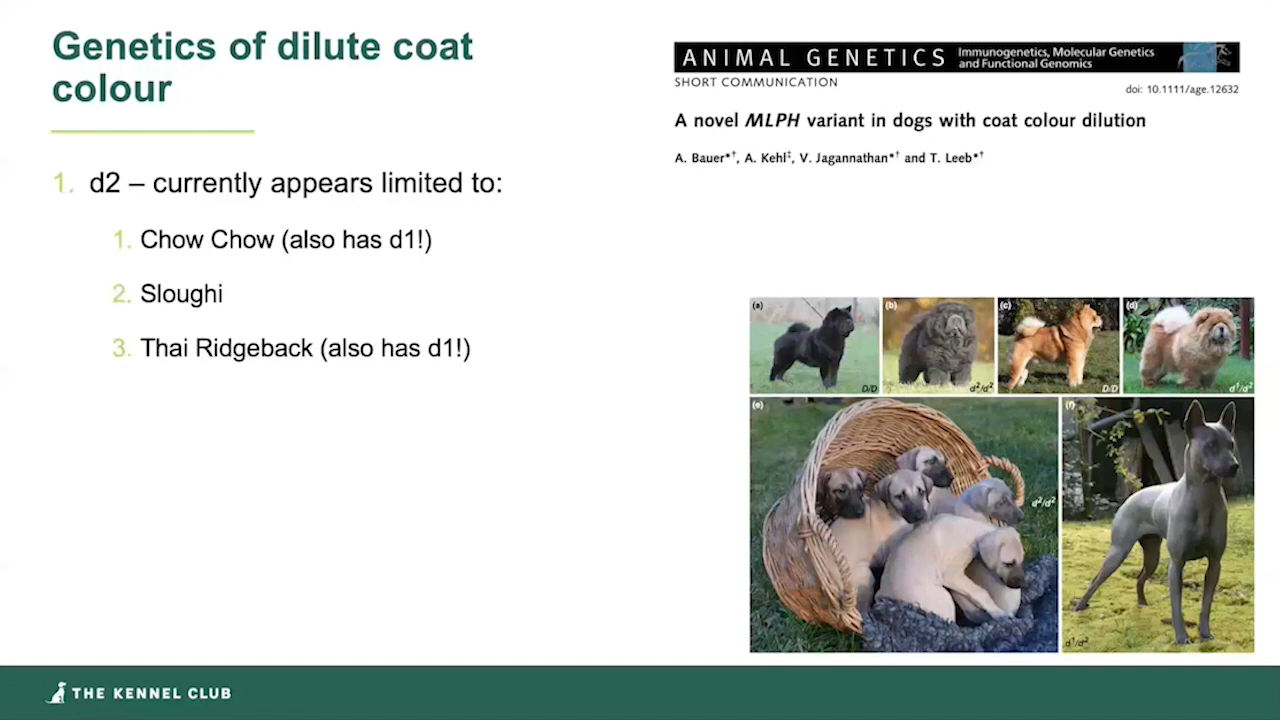 Genetics of dilute coat
colour
1. d2 – currently appears limited to:
1. Chow Chow (also has d1!)
2. Sloughi
3. Thai Ridgeback (also has d1!)
ANIMAL GENETICS Immunogenetics, Molecular Genetics
and Functional Genomics
SHORT COMMUNICATION
doi: 10.1111/age.12632
A novel MLPH variant in dogs with coat colour dilution
A. Bauer*†, A. Kehl‡, V. Jagannathan*† and T. Leeb*†
(a) (b) (c) (d)
D/D d²/d² D/D d¹/d²
(e) (f)
d²/d²
d¹/d²
THE KENNEL CLUB